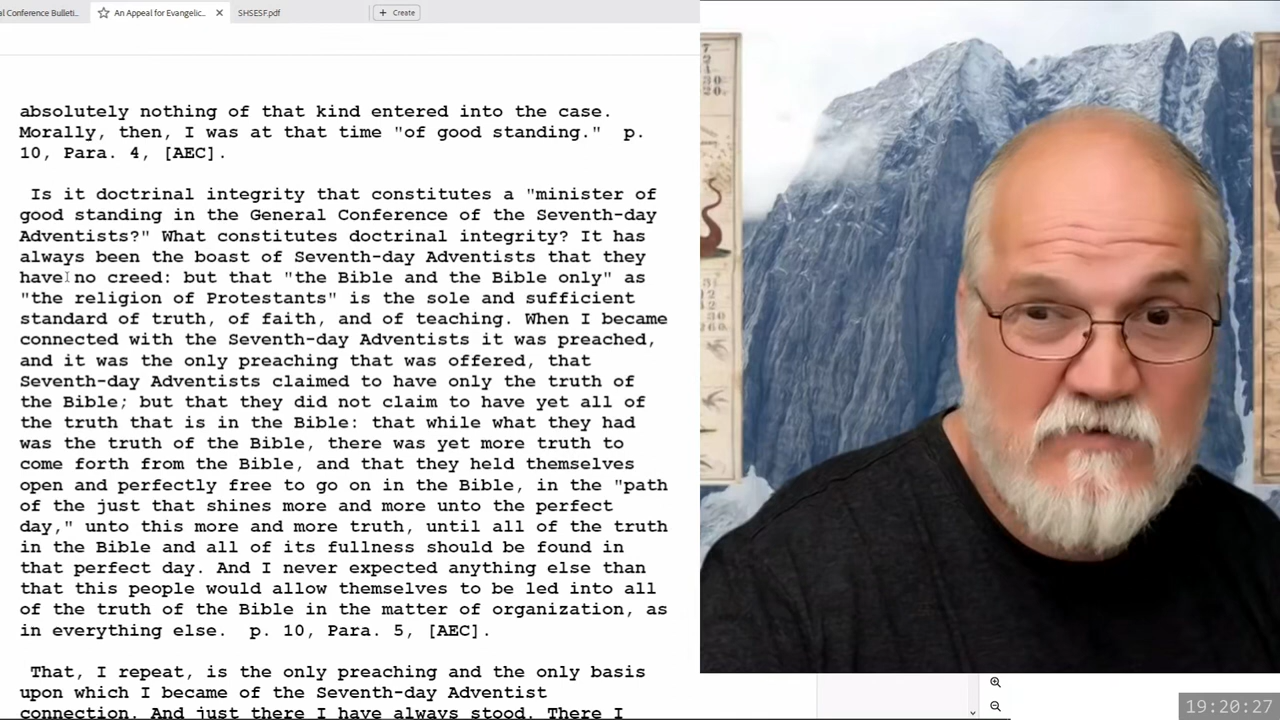 al Conference Bulleti..
An Appeal for Evangelic..
SHSESF.pdf
Create
absolutely nothing of that kind entered into the case.
Morally, then, I was at that time "of good standing."  p.
10, Para. 4, [AEC].
Is it doctrinal integrity that constitutes a "minister of
good standing in the General Conference of the Seventh-day
Adventists?" What constitutes doctrinal integrity? It has
always been the boast of Seventh-day Adventists that they
have no creed: but that "the Bible and the Bible only" as
"the religion of Protestants" is the sole and sufficient
standard of truth, of faith, and of teaching. When I became
connected with the Seventh-day Adventists it was preached,
and it was the only preaching that was offered, that
Seventh-day Adventists claimed to have only the truth of
the Bible; but that they did not claim to have yet all of
the truth that is in the Bible: that while what they had
was the truth of the Bible, there was yet more truth to
come forth from the Bible, and that they held themselves
open and perfectly free to go on in the Bible, in the "path
of the just that shines more and more unto the perfect
day," unto this more and more truth, until all of the truth
in the Bible and all of its fullness should be found in
that perfect day. And I never expected anything else than
that this people would allow themselves to be led into all
of the truth of the Bible in the matter of organization, as
in everything else.  p. 10, Para. 5, [AEC].
That, I repeat, is the only preaching and the only basis
upon which I became of the Seventh-day Adventist
connection. And just there I have always stood. There I
19:20:27